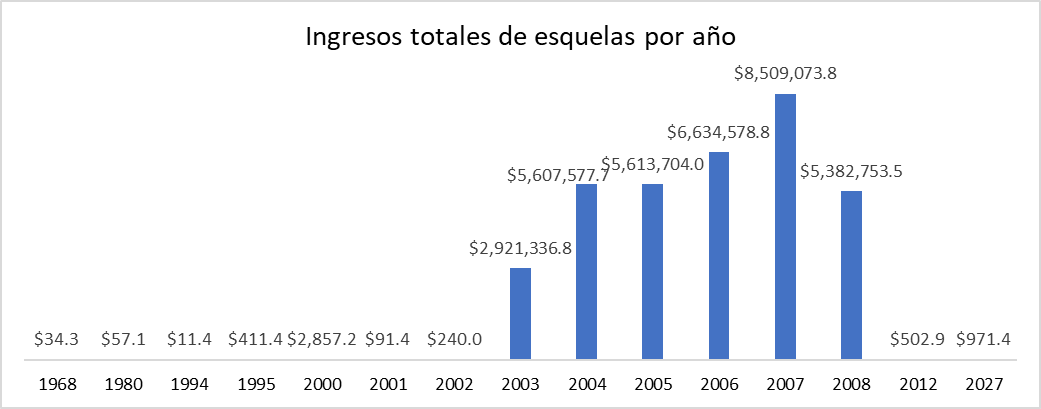 Ingresos totales de esquelas por año
$8,509,073.8
$6,634,578.8
$5,607,577.7 $5,613,704.0 $5,382,753.5
$2,921,336.8
$34.3 $57.1 $11.4 $411.4 $2,857.2 $91.4 $240.0 $502.9 $971.4
1968 1980 1994 1995 2000 2001 2002 2003 2004 2005 2006 2007 2008 2012 2027